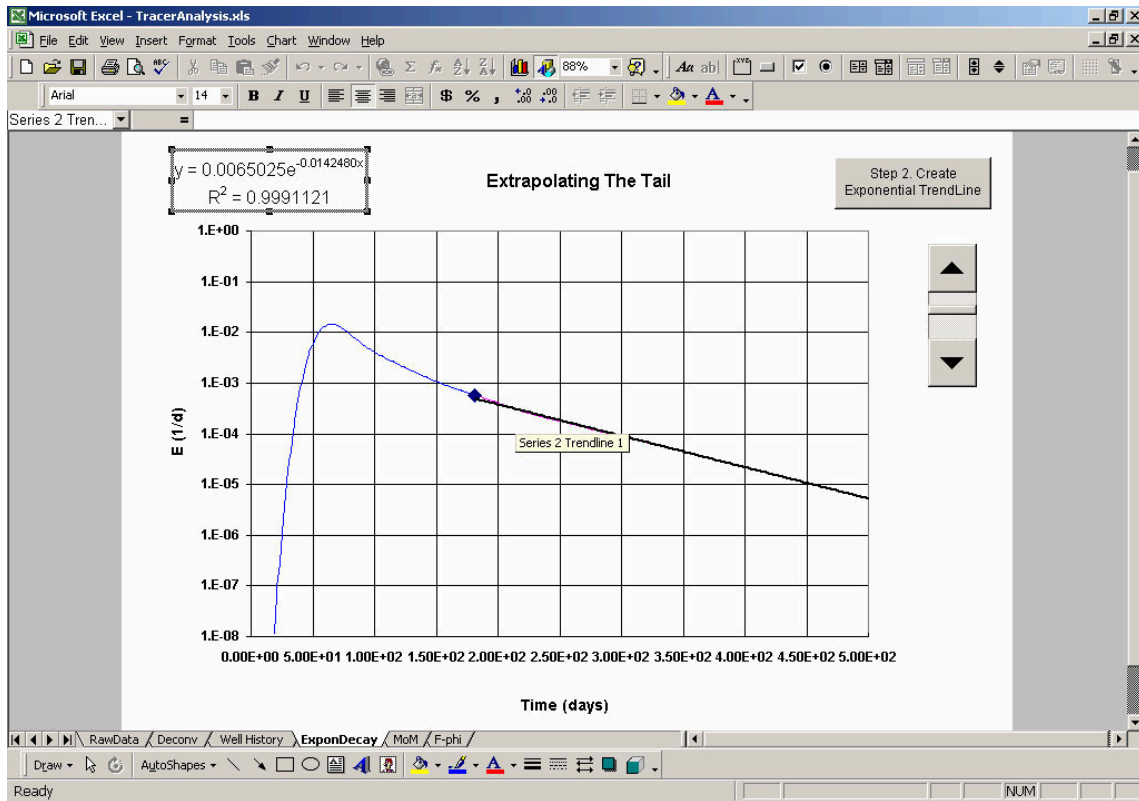 Microsoft Excel - TracerAnalysis.xls
File Edit View Insert Format Tools Chart Window Help
88%
Aa ab|
Arial 14 B I U $ % ,
Series 2 Tren... =
y = 0.0065025e^-0.0142480x
R² = 0.9991121
Extrapolating The Tail
Step 2. Create
Exponential TrendLine
1.E+00
1.E-01
1.E-02
1.E-03
1.E-04
1.E-05
1.E-06
1.E-07
1.E-08
E (1/d)
Series 2 Trendline 1
0.00E+00 5.00E+01 1.00E+02 1.50E+02 2.00E+02 2.50E+02 3.00E+02 3.50E+02 4.00E+02 4.50E+02 5.00E+02
Time (days)
RawData / Deconv / Well History \ ExponDecay / MoM / F-phi /
Draw AutoShapes
Ready NUM